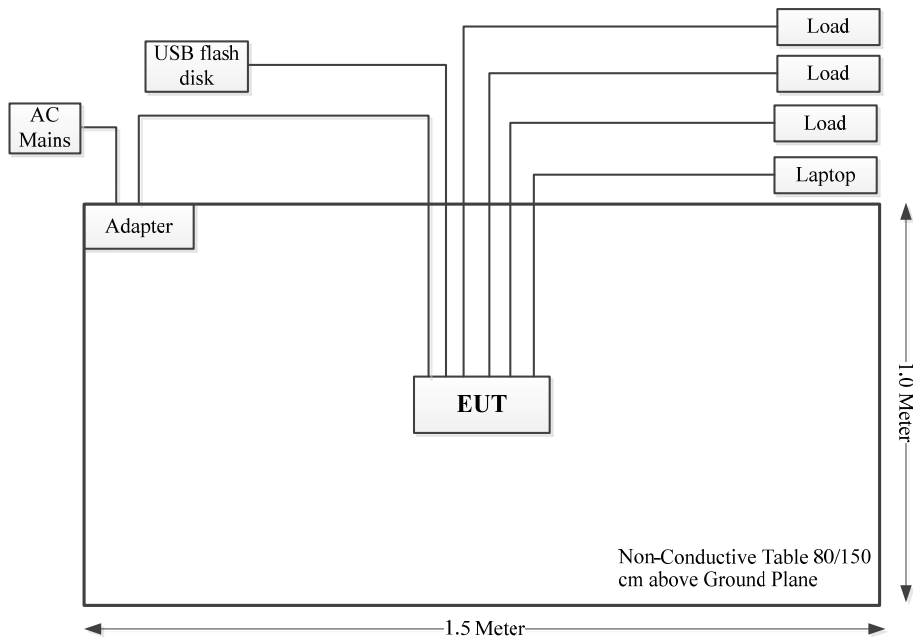 Load
USB flash
disk
Load
AC
Mains
Load
Laptop
Adapter
EUT
1.0 Meter
Non-Conductive Table 80/150
cm above Ground Plane
1.5 Meter